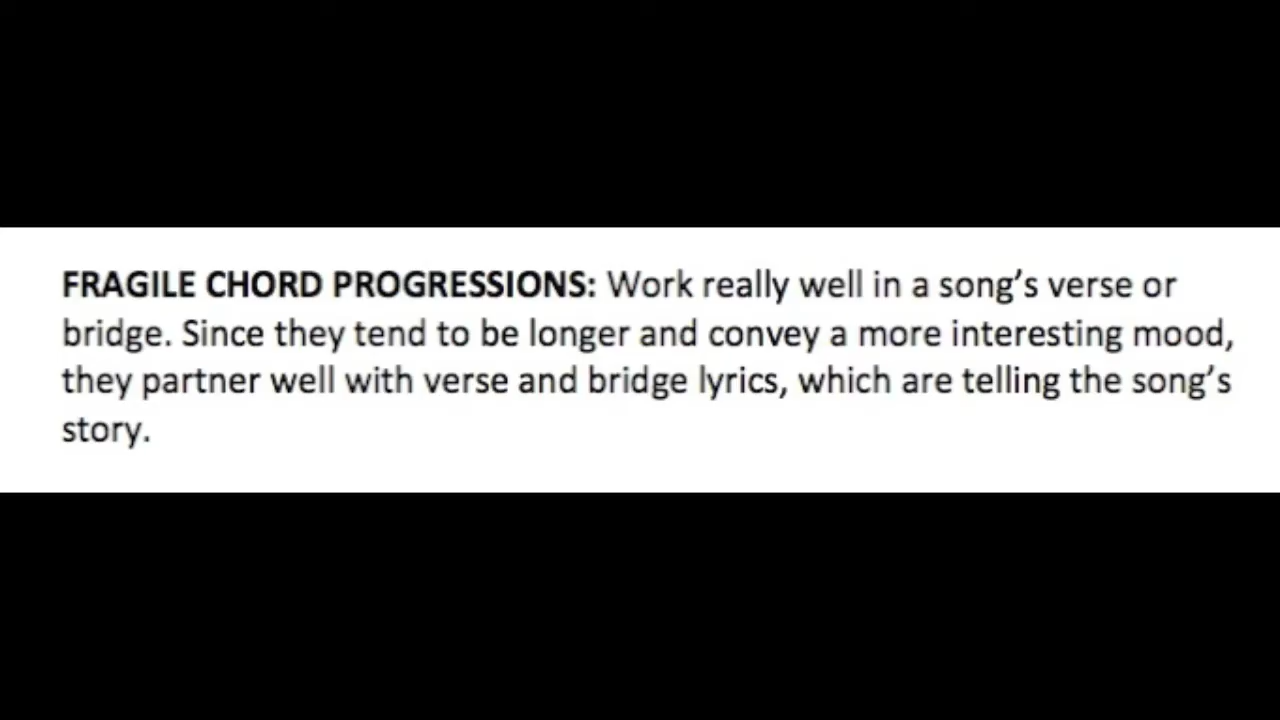 FRAGILE CHORD PROGRESSIONS: Work really well in a song’s verse or
bridge. Since they tend to be longer and convey a more interesting mood,
they partner well with verse and bridge lyrics, which are telling the song’s
story.